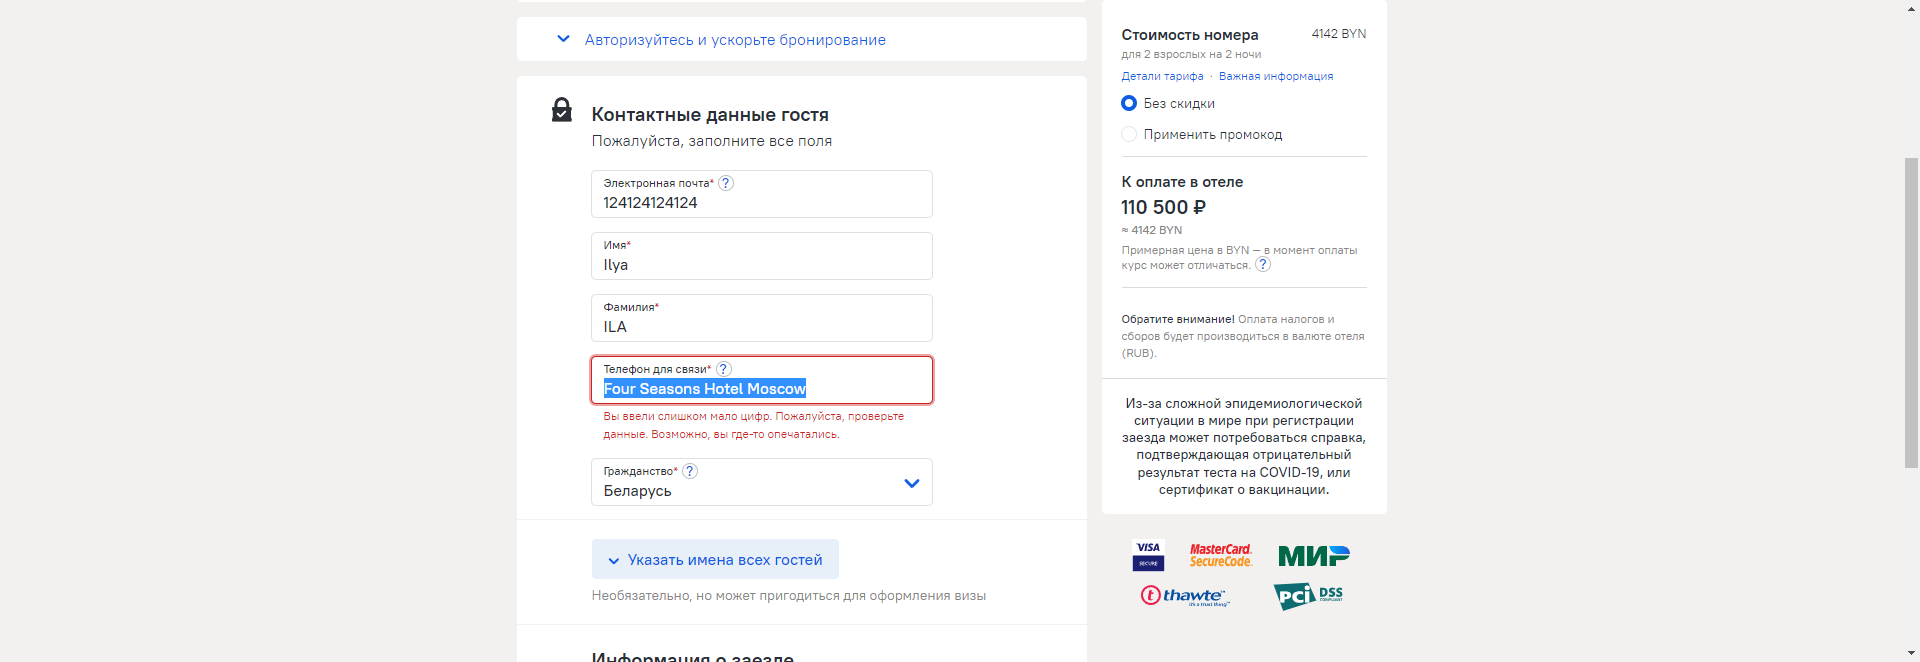 Авторизуйтесь и ускорьте бронирование
Контактные данные гостя
Пожалуйста, заполните все поля
Электронная почта* ?
124124124124
Имя*
Ilya
Фамилия*
ILA
Телефон для связи* ?
Four Seasons Hotel Moscow
Вы ввели слишком мало цифр. Пожалуйста, проверьте
данные. Возможно, вы где-то опечатались.
Гражданство* ?
Беларусь
Указать имена всех гостей
Необязательно, но может пригодиться для оформления визы
Информация о заезде
Стоимость номера 4142 BYN
для 2 взрослых на 2 ночи
Детали тарифа · Важная информация
Без скидки
Применить промокод
К оплате в отеле
110 500 ₽
≈ 4142 BYN
Примерная цена в BYN — в момент оплаты
курс может отличаться. ?
Обратите внимание! Оплата налогов и
сборов будет производиться в валюте отеля
(RUB).
Из-за сложной эпидемиологической
ситуации в мире при регистрации
заезда может потребоваться справка,
подтверждающая отрицательный
результат теста на COVID-19, или
сертификат о вакцинации.
VISA
SECURE
MasterCard.
SecureCode.
МИР
thawte™
it's a trust thing™
PCI DSS
COMPLIANT